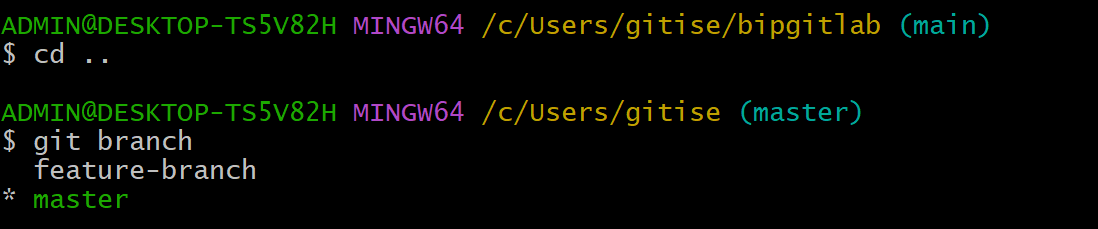 ADMIN@DESKTOP-TS5V82H MINGW64 /c/Users/gitise/bipgitlab (main)
$ cd ..
ADMIN@DESKTOP-TS5V82H MINGW64 /c/Users/gitise (master)
$ git branch
  feature-branch
* master